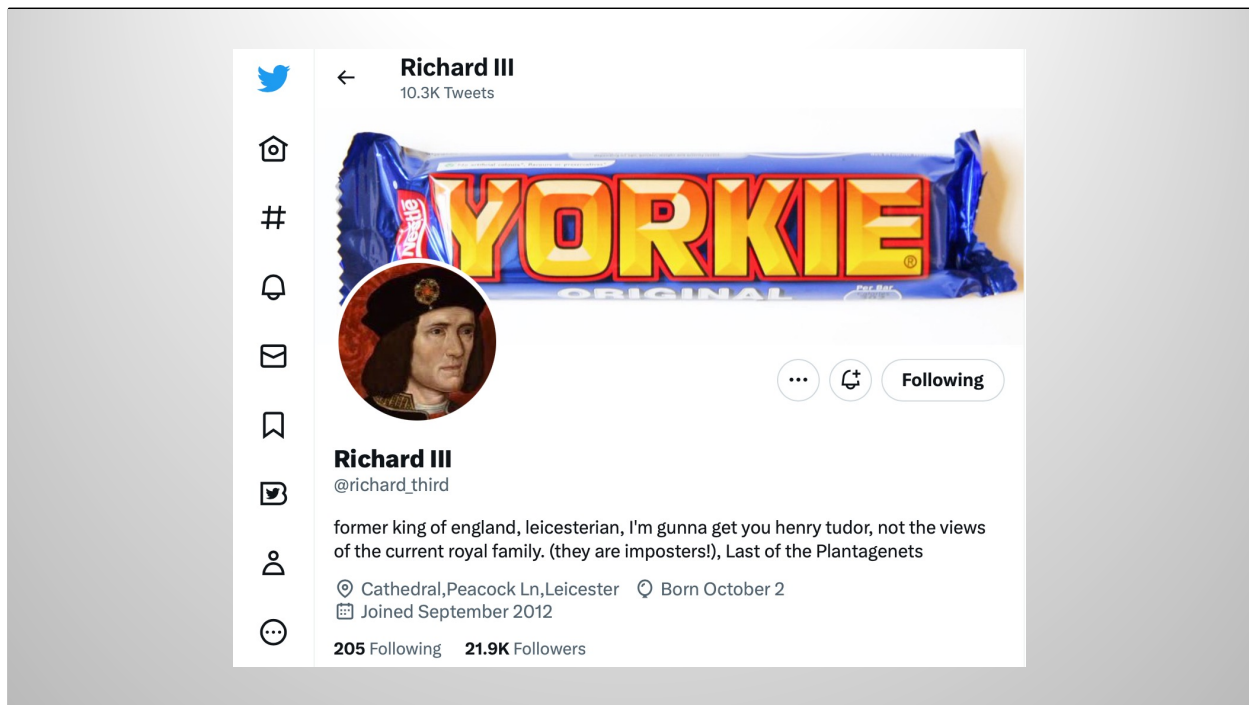 Richard III
10.3K Tweets
Nestlé
YORKIE
®
ORIGINAL
Per Bar
Following
Richard III
@richard_third
former king of england, leicesterian, I'm gunna get you henry tudor, not the views
of the current royal family. (they are imposters!), Last of the Plantagenets
Cathedral,Peacock Ln,Leicester Born October 2
Joined September 2012
205 Following 21.9K Followers